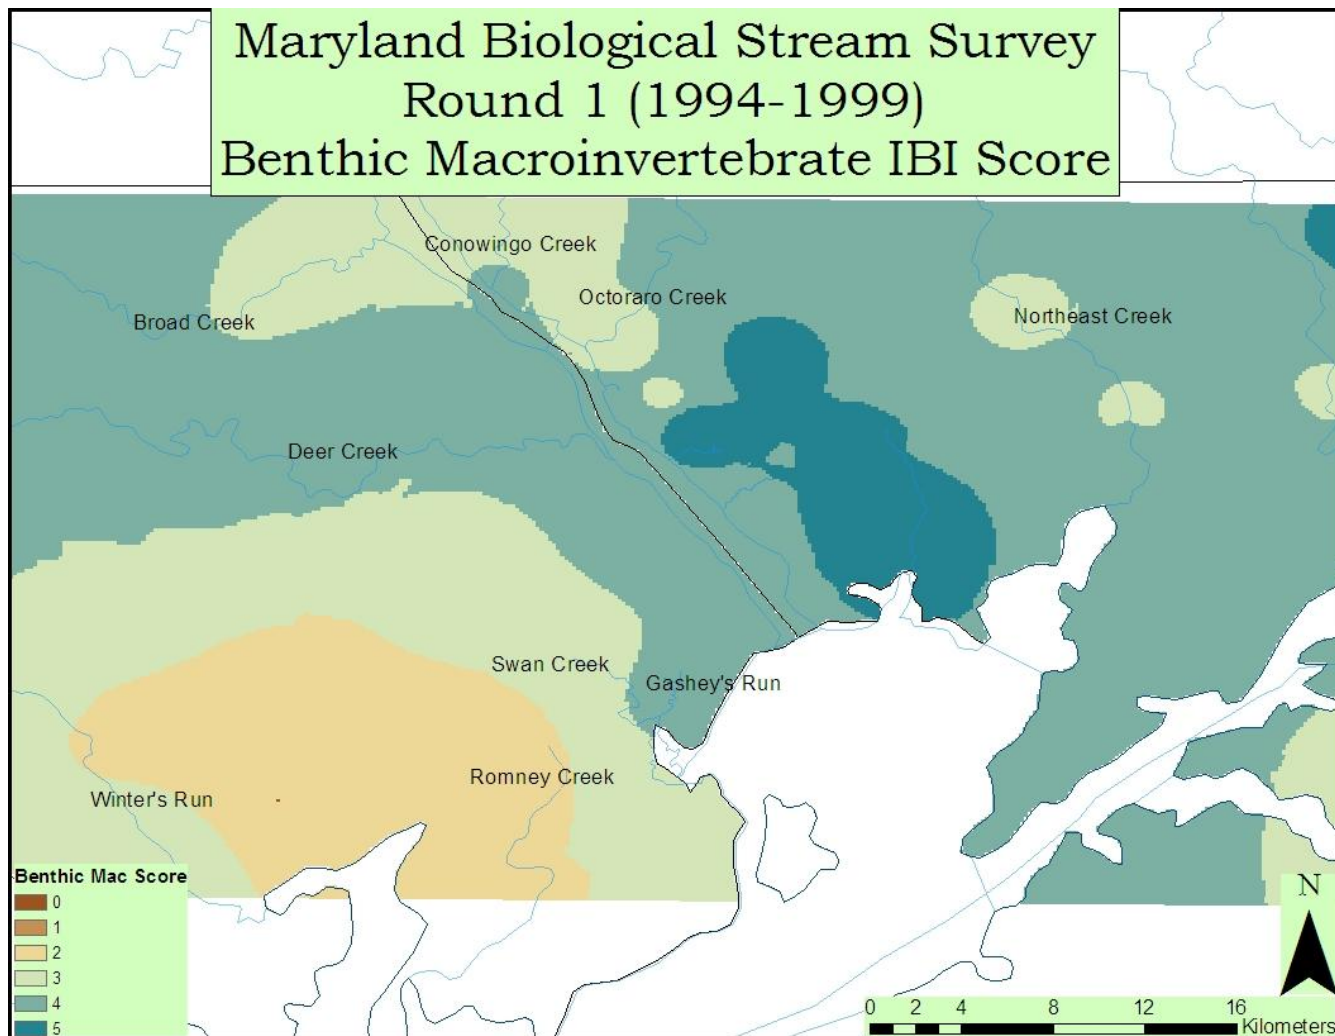 Maryland Biological Stream Survey
Round 1 (1994-1999)
Benthic Macroinvertebrate IBI Score
Conowingo Creek
Octoraro Creek
Broad Creek
Northeast Creek
Deer Creek
Swan Creek
Gashey's Run
Romney Creek
Winter's Run
Benthic Mac Score
0
1
2
3
4
5
N
0 2 4 8 12 16
Kilometers